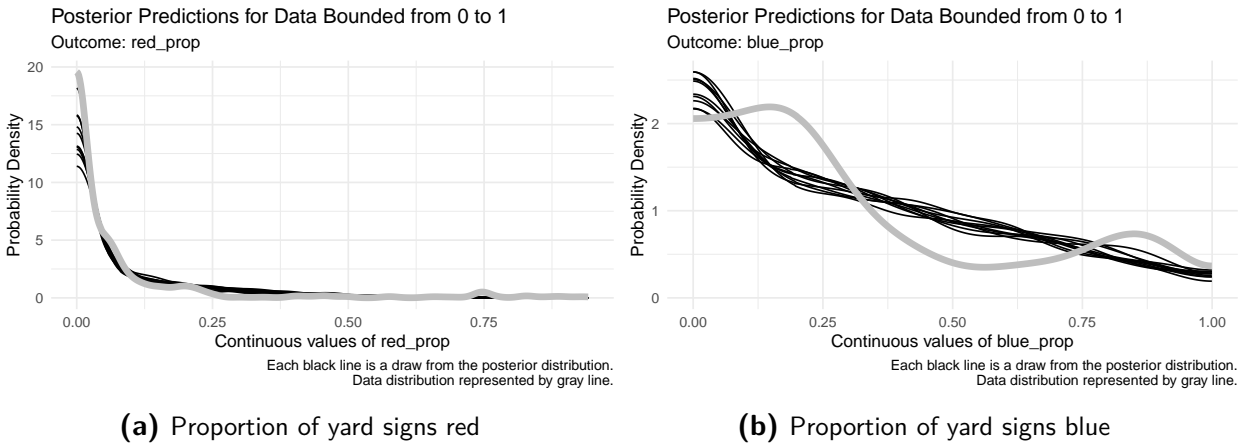 Posterior Predictions for Data Bounded from 0 to 1
Outcome: red_prop
20
15
10
5
0
Probability Density
0.00 0.25 0.50 0.75
Continuous values of red_prop
Each black line is a draw from the posterior distribution.
Data distribution represented by gray line.
(a) Proportion of yard signs red
Posterior Predictions for Data Bounded from 0 to 1
Outcome: blue_prop
2
1
0
Probability Density
0.00 0.25 0.50 0.75 1.00
Continuous values of blue_prop
Each black line is a draw from the posterior distribution.
Data distribution represented by gray line.
(b) Proportion of yard signs blue